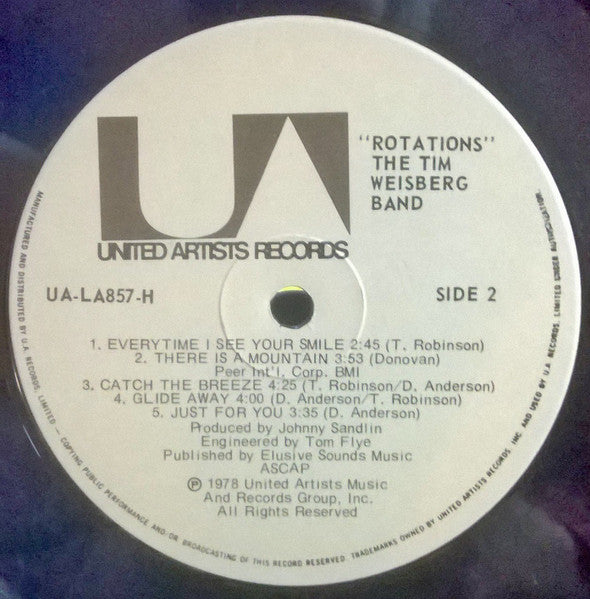 UA
UNITED ARTISTS RECORDS
"ROTATIONS"
THE TIM
WEISBERG
BAND
UA-LA857-H
SIDE 2
1. EVERYTIME I SEE YOUR SMILE 2:45 (T. Robinson)
2. THERE IS A MOUNTAIN 3:53 (Donovan)
Peer Int'l. Corp. BMI
3. CATCH THE BREEZE 4:25 (T. Robinson/D. Anderson)
4. GLIDE AWAY 4:00 (D. Anderson/T. Robinson)
5. JUST FOR YOU 3:35 (D. Anderson)
Produced by Johnny Sandlin
Engineered by Tom Flye
Published by Elusive Sounds Music
ASCAP
℗ 1978 United Artists Music
And Records Group, Inc.
All Rights Reserved
MANUFACTURED AND DISTRIBUTED BY U.A. RECORDS, LIMITED — COPYING PUBLIC PERFORMANCE AND/OR BROADCASTING OF THIS RECORD RESERVED. TRADEMARKS OWNED BY UNITED ARTISTS RECORDS, INC. AND USED BY U.A. RECORDS, LIMITED UNDER AUTHORIZATION.